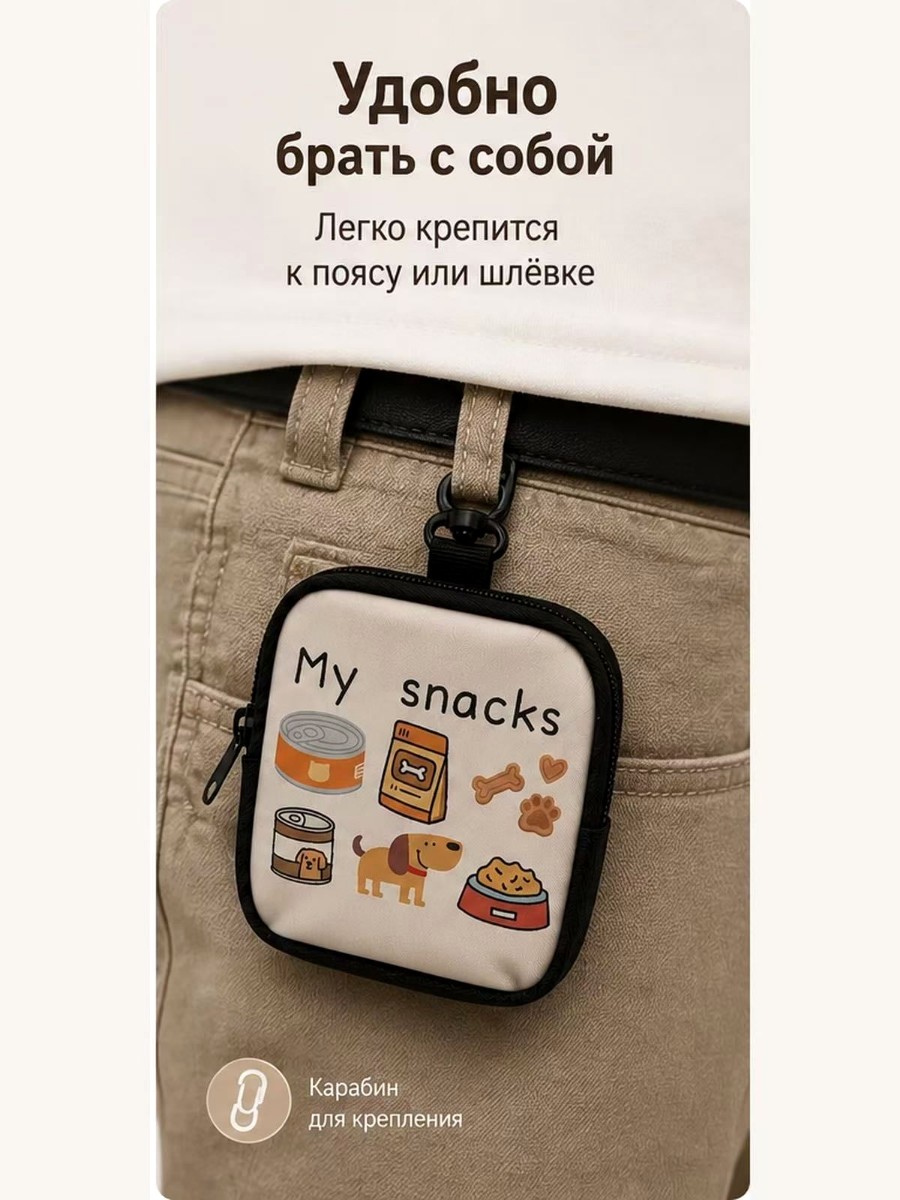 Удобно
брать с собой
Легко крепится
к поясу или шлёвке
My snacks
Карабин
для крепления